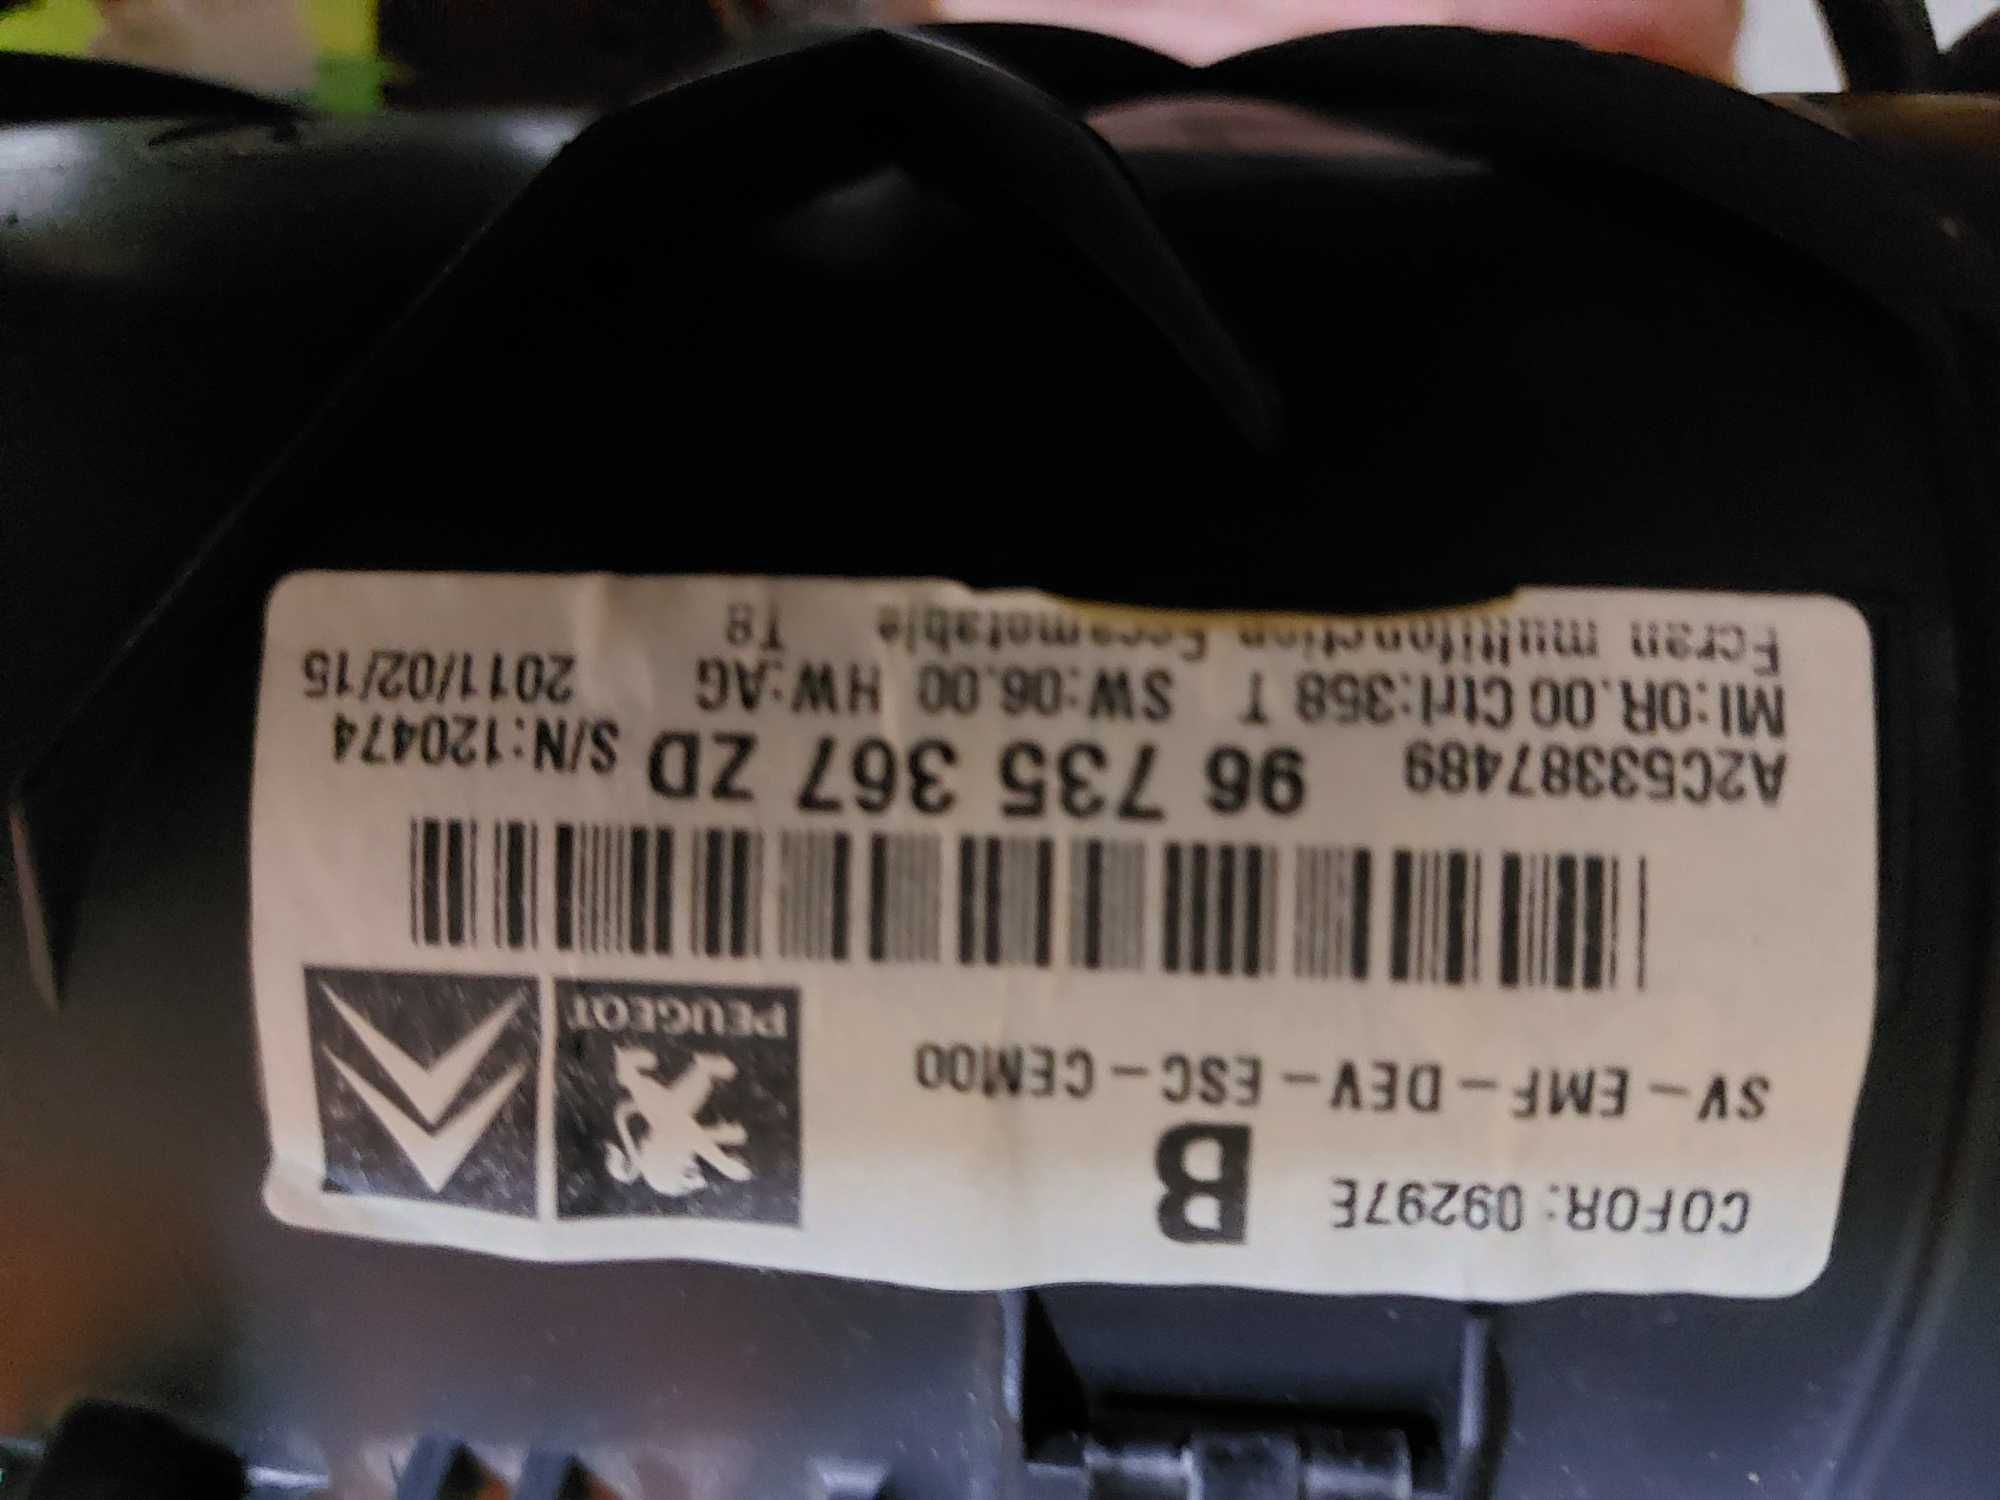 COFOR: 09297E
B
PEUGEOT
SV-EMF-DEV-ESC-CEM00
A2C53387489 96 735 367 ZD S/N:120474
MI:0R.00 Ctrl:358 T SW:06.00 HW:AG 2011/02/15
Ecran multifonction Escamotable T8